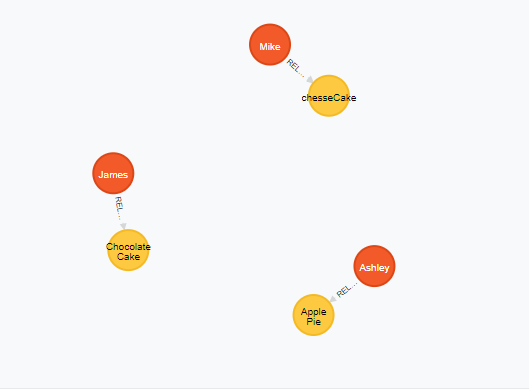 Mike
REL...
chesseCake
James
REL...
Chocolate
Cake
Ashley
REL...
Apple
Pie